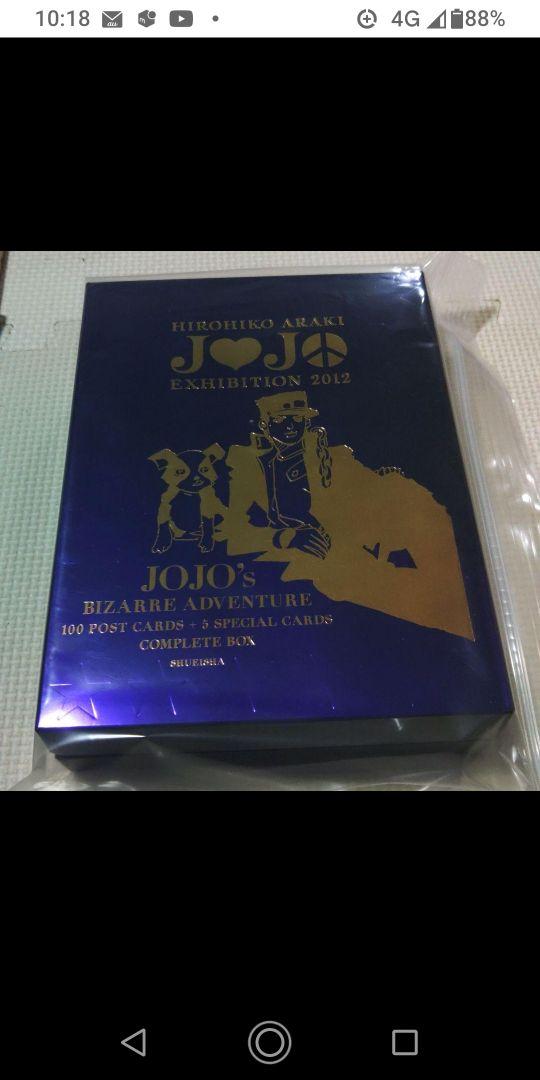 10:18
4G 88%
au
HIROHIKO ARAKI
JOJO
EXHIBITION 2012
JOJO's
BIZARRE ADVENTURE
100 POST CARDS + 5 SPECIAL CARDS
COMPLETE BOX
SHUEISHA